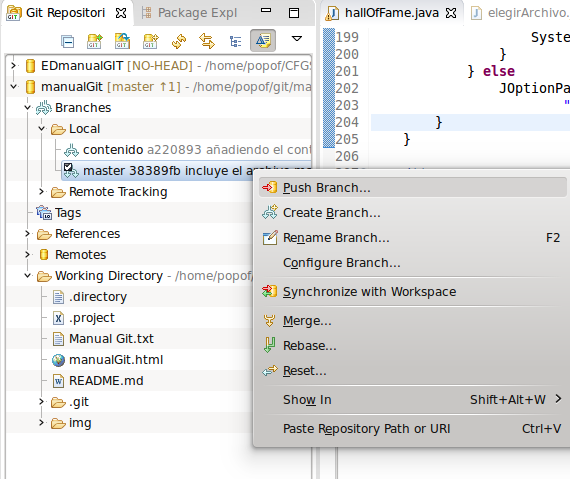 Git Repositori
Package Expl
EDmanualGIT [NO-HEAD] - /home/popof/CFGS
manualGit [master ↑1] - /home/popof/git/ma
Branches
Local
contenido a220893 añadiendo el cont
master 38389fb incluye el archivo m
Remote Tracking
Tags
References
Remotes
Working Directory - /home/popof/
.directory
.project
Manual Git.txt
manualGit.html
README.md
.git
img
hallOfFame.java
elegirArchivo.
199 System
200 }
201 } else
202 JOptionPa
203 "
204 }
205 }
206
Push Branch...
Create Branch...
Rename Branch... F2
Configure Branch...
Synchronize with Workspace
Merge...
Rebase...
Reset...
Show In Shift+Alt+W >
Paste Repository Path or URI Ctrl+V